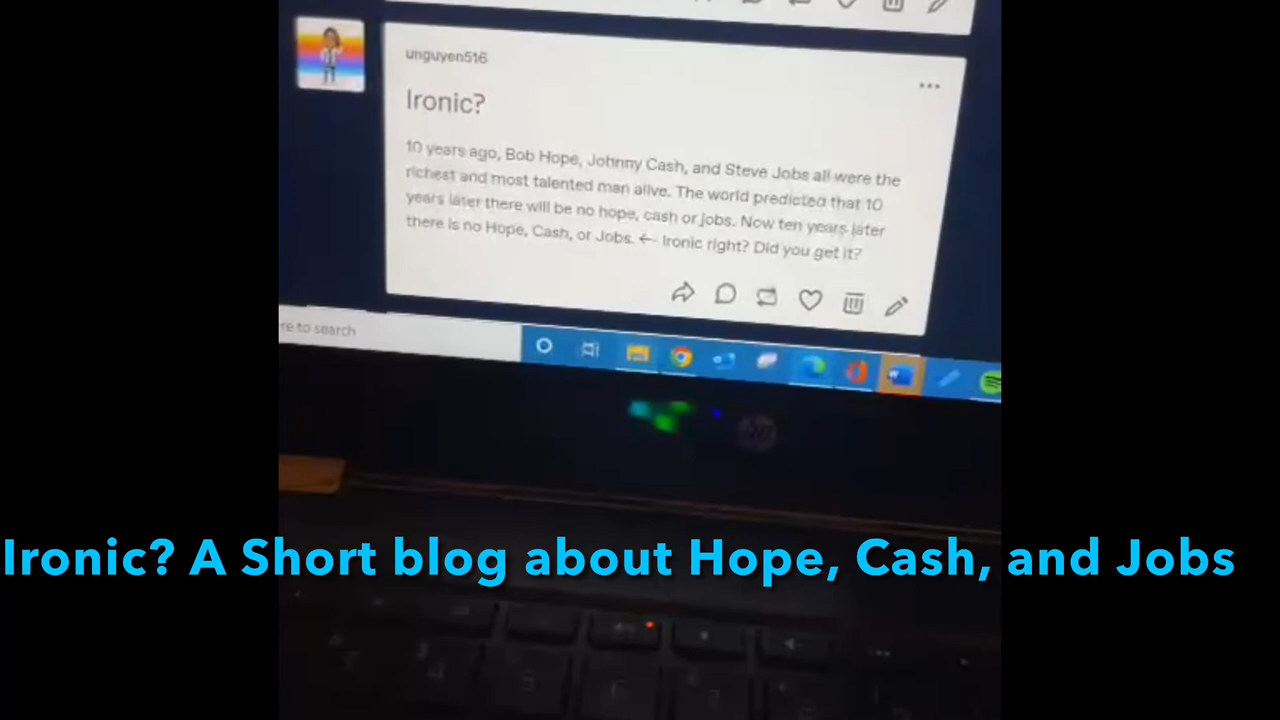 unguyen516
Ironic?
10 years ago, Bob Hope, Johnny Cash, and Steve Jobs all were the
richest and most talented man alive. The world predicted that 10
years later there will be no hope, cash or jobs. Now ten years later
there is no Hope, Cash, or Jobs. ← Ironic right? Did you get it?
re to search
Ironic? A Short blog about Hope, Cash, and Jobs